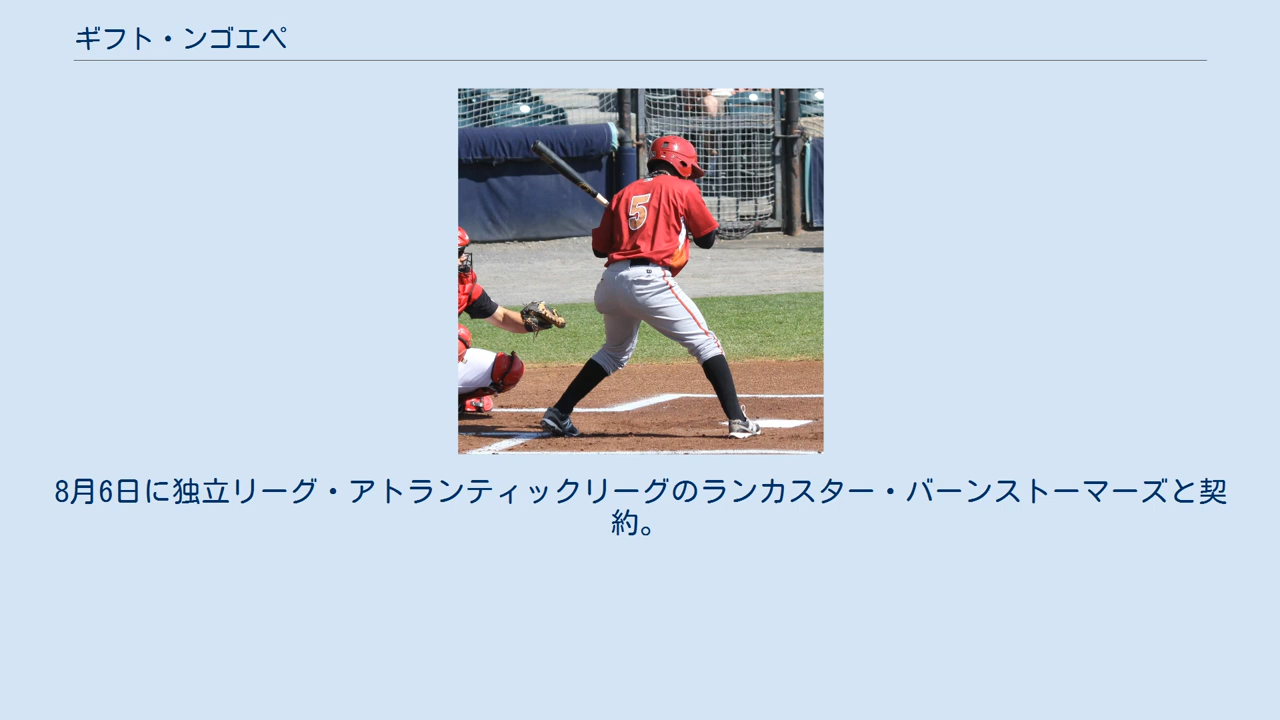 ギフト・ンゴエペ
5
8月6日に独立リーグ・アトランティックリーグのランカスター・バーンストーマーズと契
約。